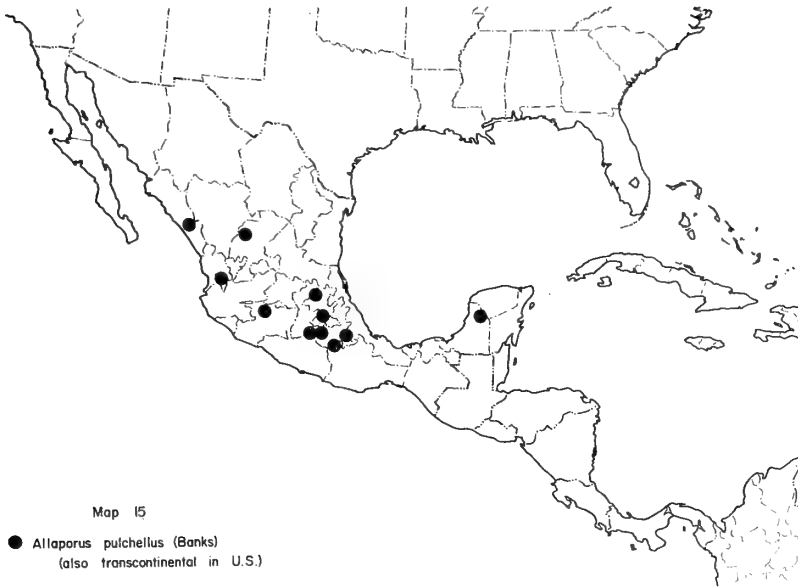 Map 15
Allaporus pulchellus (Banks)
(also transcontinental in U.S.)